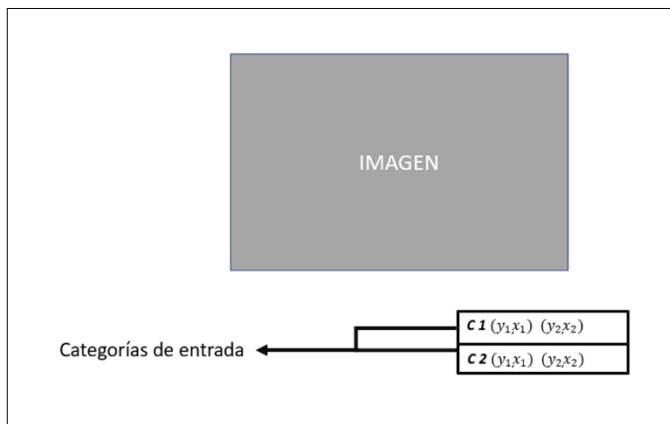 IMAGEN
C 1 (y₁,x₁) (y₂,x₂)
Categorías de entrada
C 2 (y₁,x₁) (y₂,x₂)